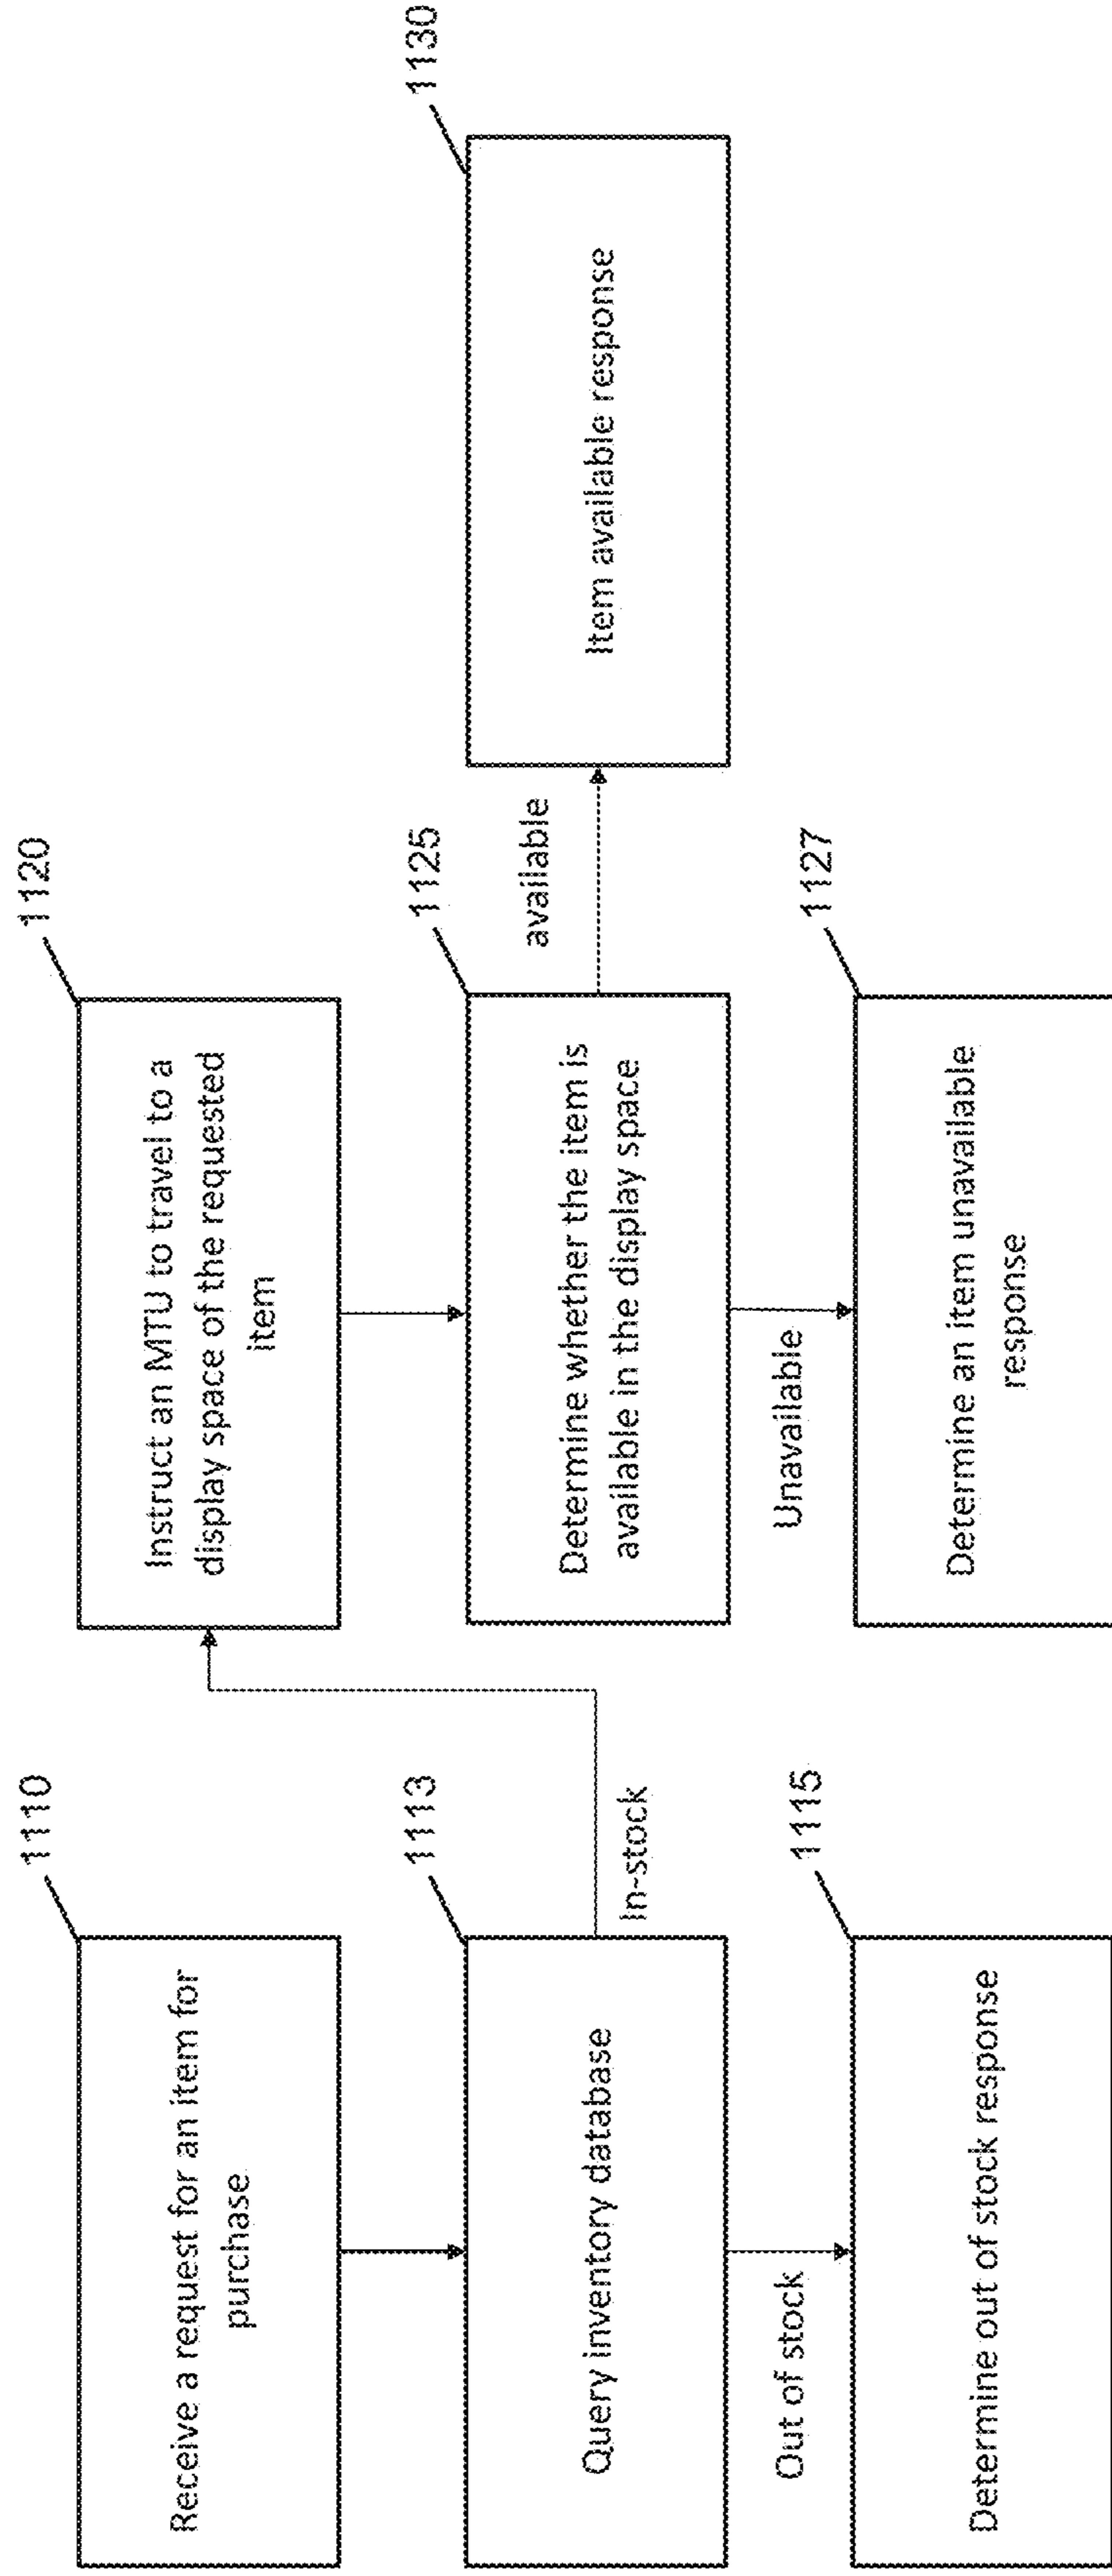 1110
Receive a request for an item for
purchase
1113
Query inventory database
In-stock
Out of stock
1115
Determine out of stock response
1120
Instruct an MTU to travel to a
display space of the requested
item
1125
Determine whether the item is
available in the display space
available
Unavailable
1127
Determine an item unavailable
response
1130
Item available response